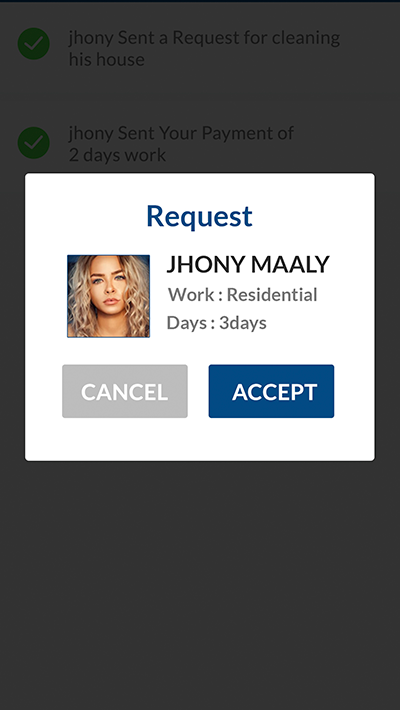 jhony Sent a Request for cleaning
his house
jhony Sent Your Payment of
2 days work
Request
JHONY MAALY
Work : Residential
Days : 3days
CANCEL
ACCEPT